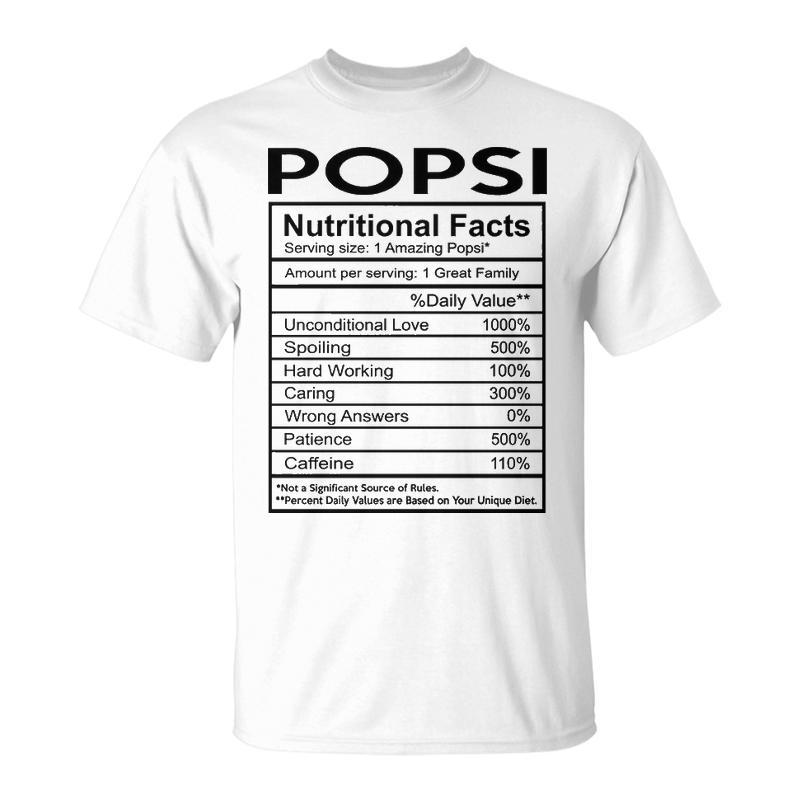 POPSI
Nutritional Facts
Serving size: 1 Amazing Popsi*
Amount per serving: 1 Great Family
%Daily Value**
Unconditional Love 1000%
Spoiling 500%
Hard Working 100%
Caring 300%
Wrong Answers 0%
Patience 500%
Caffeine 110%
*Not a Significant Source of Rules.
**Percent Daily Values are Based on Your Unique Diet.